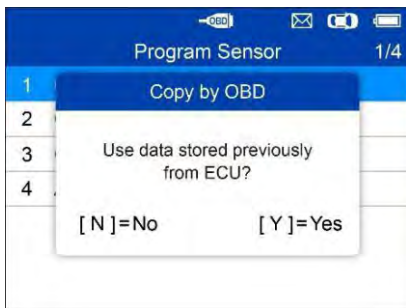 OBD
Program Sensor 1/4
1
Copy by OBD
2
3
4
Use data stored previously
from ECU?
[ N ]=No [ Y ]=Yes